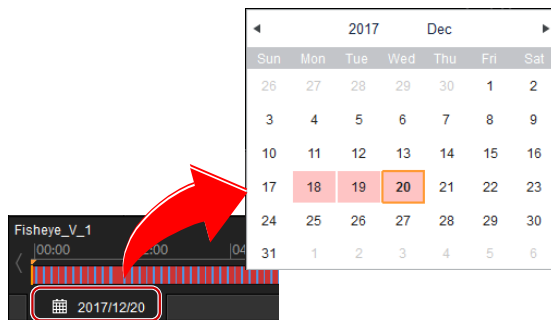 2017 Dec
Sun Mon Tue Wed Thu Fri Sat
26 27 28 29 30 1 2
3 4 5 6 7 8 9
10 11 12 13 14 15 16
17 18 19 20 21 22 23
24 25 26 27 28 29 30
31 1 2 3 4 5 6
Fisheye_V_1
00:00 2:00 04
2017/12/20